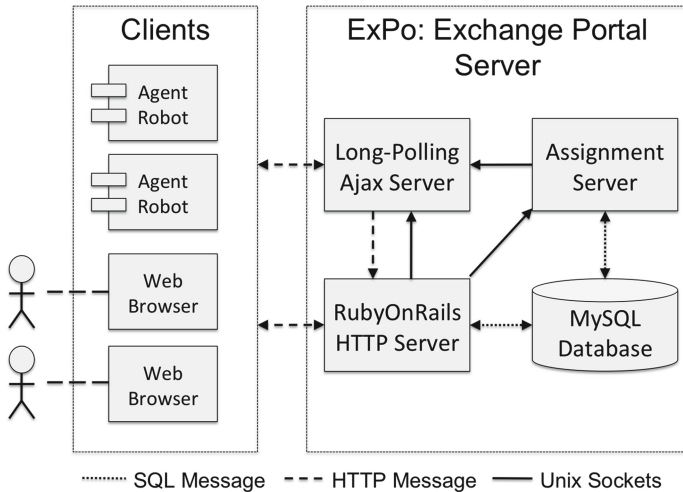 Clients
Agent
Robot
Agent
Robot
Web
Browser
Web
Browser
ExPo: Exchange Portal
Server
Long-Polling
Ajax Server
Assignment
Server
RubyOnRails
HTTP Server
MySQL
Database
SQL Message
HTTP Message
Unix Sockets